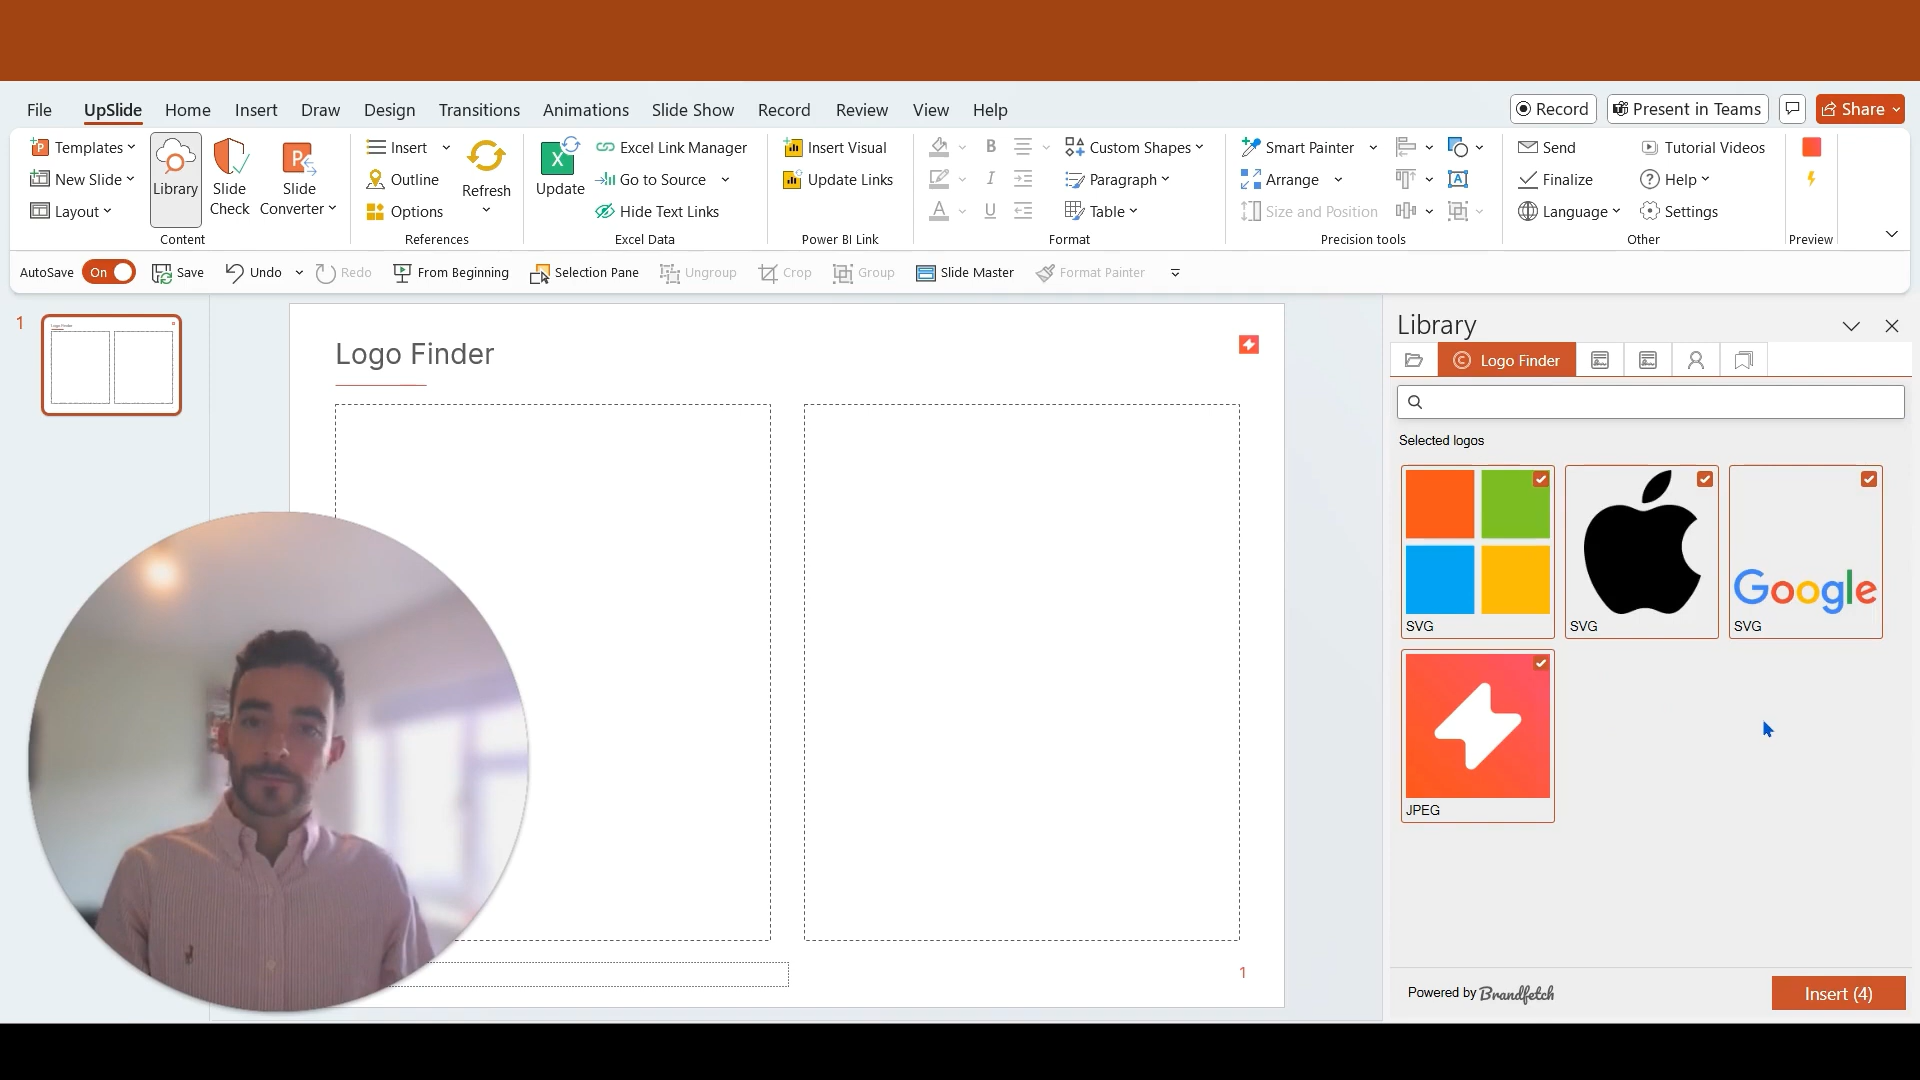 File UpSlide Home Insert Draw Design Transitions Animations Slide Show Record Review View Help
Record Present in Teams Share
Templates
New Slide
Layout
Library
Slide Check
Slide Converter
Content
Insert
Outline
Options
Refresh
References
Update
Excel Link Manager
Go to Source
Hide Text Links
Excel Data
Insert Visual
Update Links
Power BI Link
B
I
A
U
Custom Shapes
Paragraph
Table
Format
Smart Painter
Arrange
Size and Position
Precision tools
Send
Finalize
Language
Tutorial Videos
Help
Settings
Other
Preview
AutoSave On Save Undo Redo From Beginning Selection Pane Ungroup Crop Group Slide Master Format Painter
1
Logo Finder
1
Library
Logo Finder
Selected logos
SVG
SVG
Google
SVG
JPEG
Powered by Brandfetch
Insert (4)